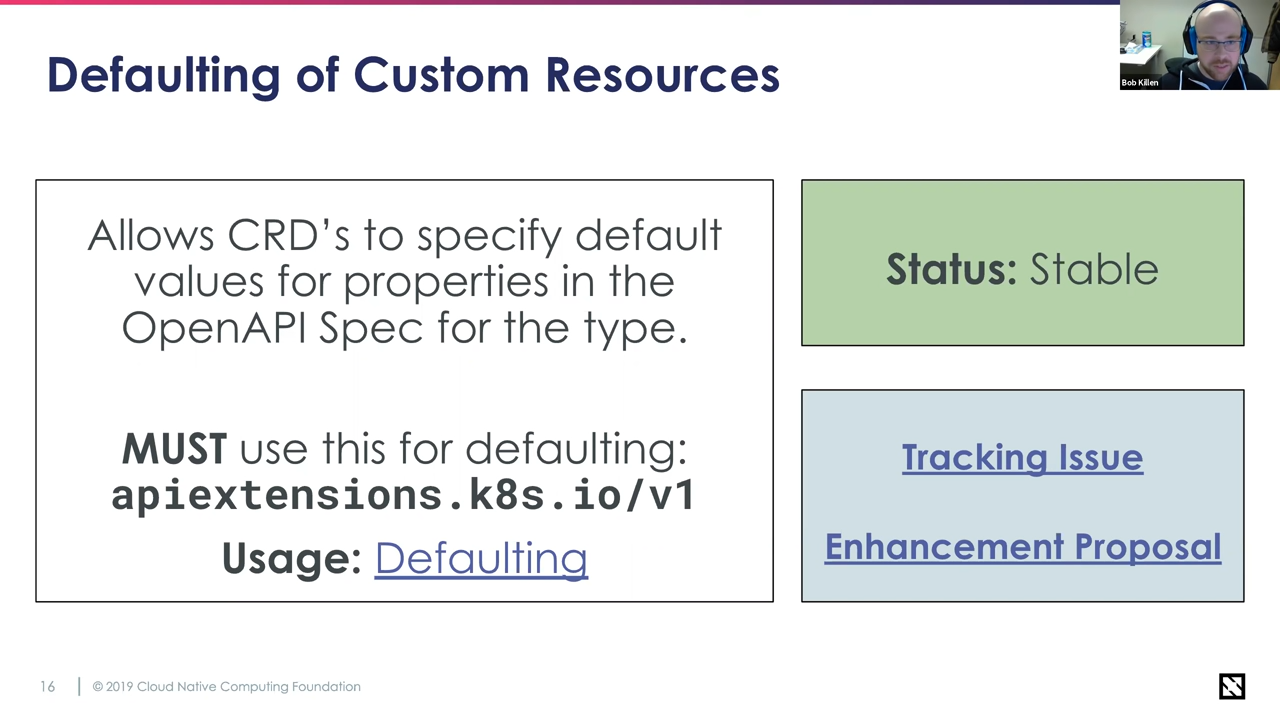 Defaulting of Custom Resources
Bob Killen
Allows CRD's to specify default
values for properties in the
OpenAPI Spec for the type.
MUST use this for defaulting:
apiextensions.k8s.io/v1
Usage: Defaulting
Status: Stable
Tracking Issue
Enhancement Proposal
16
© 2019 Cloud Native Computing Foundation